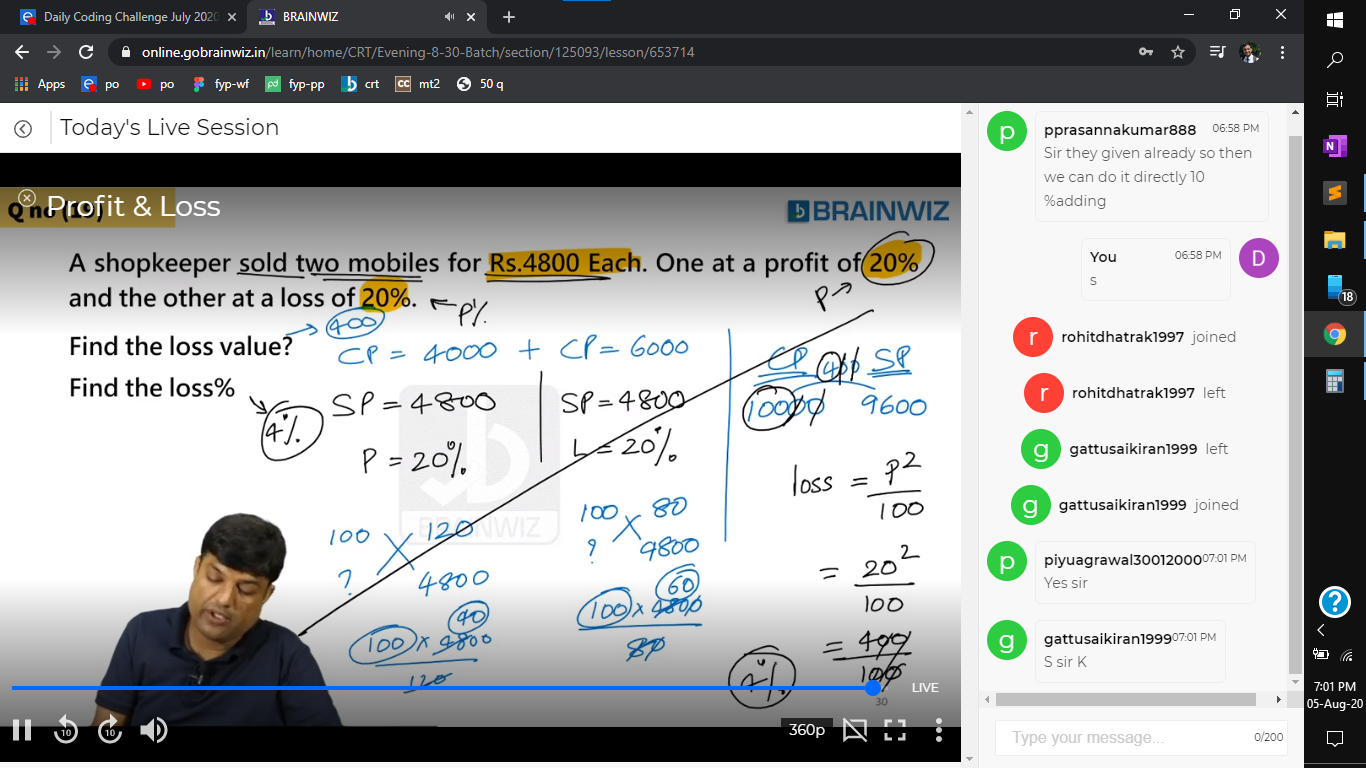 Daily Coding Challenge July 2020
BRAINWIZ
online.gobrainwiz.in/learn/home/CRT/Evening-8-30-Batch/section/125093/lesson/653714
Apps
po
po
fyp-wf
fyp-pp
crt
mt2
50 q
Today's Live Session
Profit & Loss
BRAINWIZ
A shopkeeper sold two mobiles for Rs.4800 Each. One at a profit of 20%
and the other at a loss of 20%. ← P%
P →
Find the loss value? → 400
CP = 4000 + CP = 6000
Find the loss%
4%
SP = 4800
P = 20%
SP = 4800
L = 20%
100 120
? 4800
40
100 × 4800
120
100 80
? 4800
60
100 × 4800
80
CP 400 SP
10000 9600
loss = P²
100
= 20²
100
= 400
100
4%
BRAINWIZ
LIVE
30
10
10
360p
p
pprasannakumar888 06:58 PM
Sir they given already so then
we can do it directly 10
%adding
You 06:58 PM
s
D
r
rohitdhatrak1997 joined
r
rohitdhatrak1997 left
g
gattusaikiran1999 left
g
gattusaikiran1999 joined
p
piyuagrawal30012000 07:01 PM
Yes sir
g
gattusaikiran1999 07:01 PM
S sir K
Type your message...
0/200
N
18
?
7:01 PM
05-Aug-20